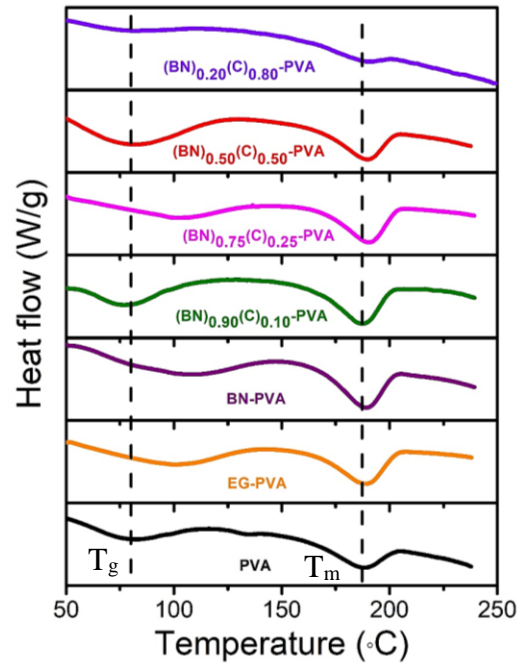 (BN)0.20(C)0.80-PVA
(BN)0.50(C)0.50-PVA
(BN)0.75(C)0.25-PVA
(BN)0.90(C)0.10-PVA
BN-PVA
EG-PVA
Tg PVA Tm
Heat flow (W/g)
50 100 150 200 250
Temperature (◦C)